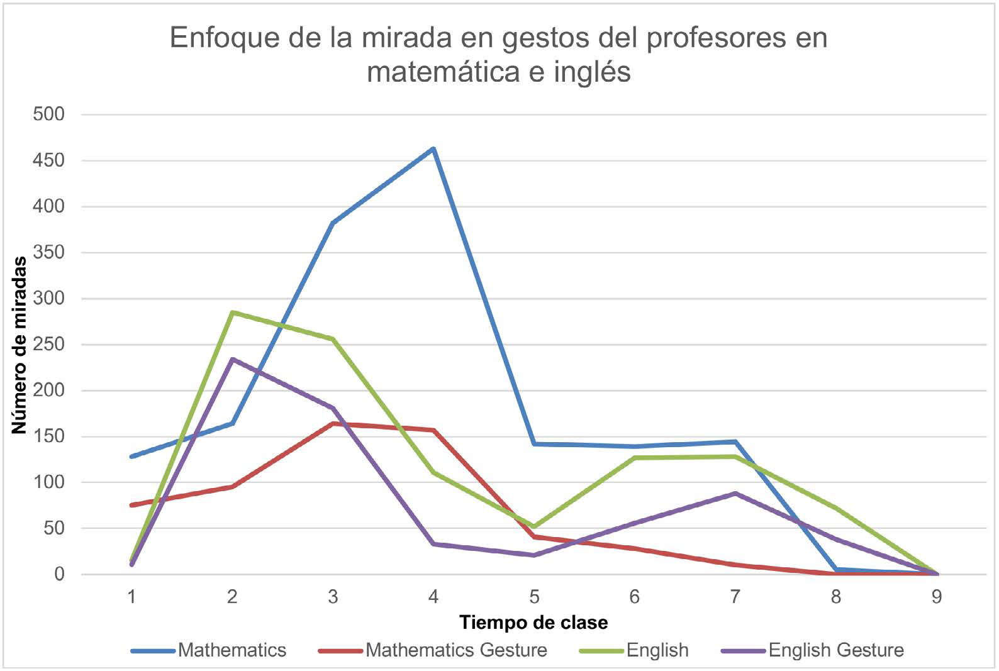 Enfoque de la mirada en gestos del profesores en
matemática e inglés
500
450
400
350
300
250
200
150
100
50
0
Número de miradas
1 2 3 4 5 6 7 8 9
Tiempo de clase
Mathematics Mathematics Gesture English English Gesture